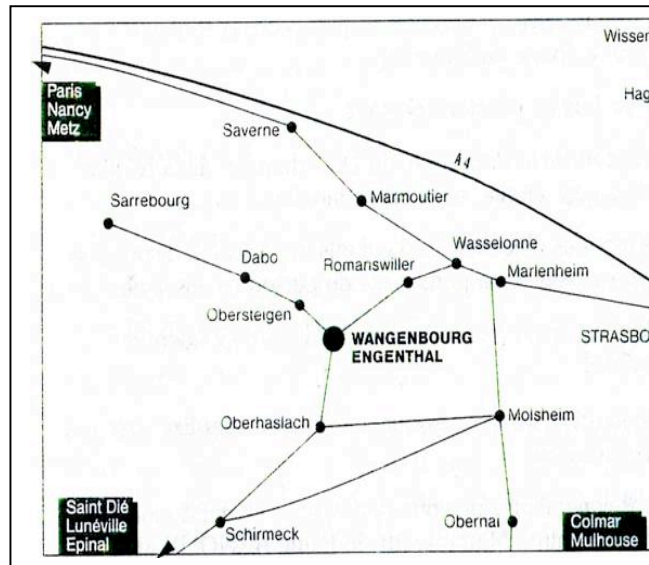 Wisser
Paris
Nancy
Metz
Hag
Saverne
A4
Sarrebourg
Marmoutier
Wasselonne
Dabo
Romanswiller
Marlenheim
Obersteigen
WANGENBOURG
ENGENTHAL
STRASBO
Oberhaslach
Molsheim
Saint Dié
Lunéville
Epinal
Schirmeck
Obernai
Colmar
Mulhouse